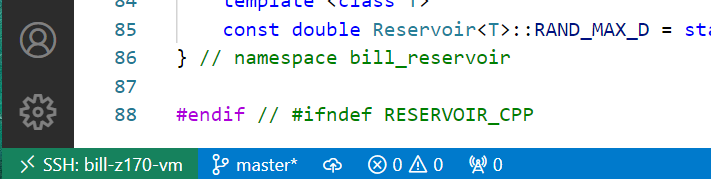 84 template <class T>
85 const double Reservoir<T>::RAND_MAX_D = sta
86 } // namespace bill_reservoir
87
88 #endif // #ifndef RESERVOIR_CPP
SSH: bill-z170-vm master* 0 0 0